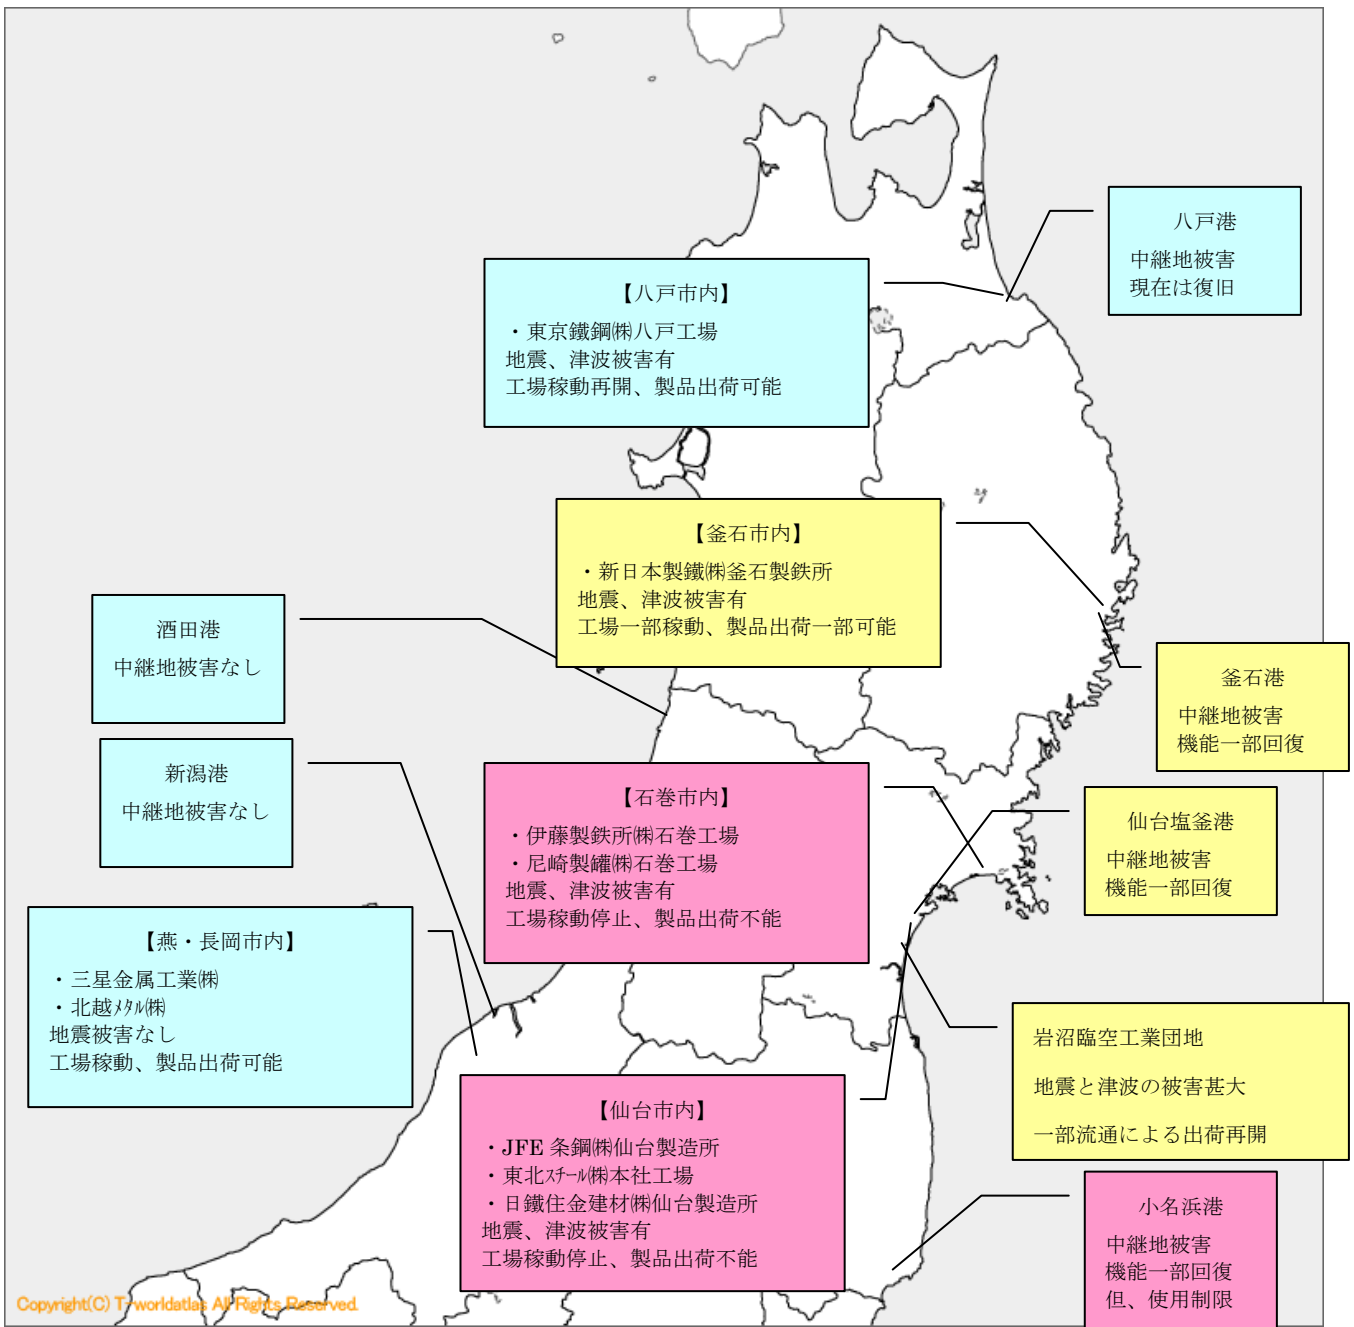 八戸港
中継地被害
現在は復旧
【八戸市内】
・東京鐵鋼㈱八戸工場
地震、津波被害有
工場稼動再開、製品出荷可能
【釜石市内】
・新日本製鐵㈱釜石製鉄所
地震、津波被害有
工場一部稼動、製品出荷一部可能
酒田港
中継地被害なし
釜石港
中継地被害
機能一部回復
新潟港
中継地被害なし
【石巻市内】
・伊藤製鉄所㈱石巻工場
・尼崎製罐㈱石巻工場
地震、津波被害有
工場稼動停止、製品出荷不能
仙台塩釜港
中継地被害
機能一部回復
【燕・長岡市内】
・三星金属工業㈱
・北越ﾒﾀﾙ㈱
地震被害なし
工場稼動、製品出荷可能
岩沼臨空工業団地
地震と津波の被害甚大
一部流通による出荷再開
【仙台市内】
・JFE 条鋼㈱仙台製造所
・東北ｽﾁｰﾙ㈱本社工場
・日鐵住金建材㈱仙台製造所
地震、津波被害有
工場稼動停止、製品出荷不能
小名浜港
中継地被害
機能一部回復
但、使用制限
Copyright(C) T-worldatlas All Rights Reserved.